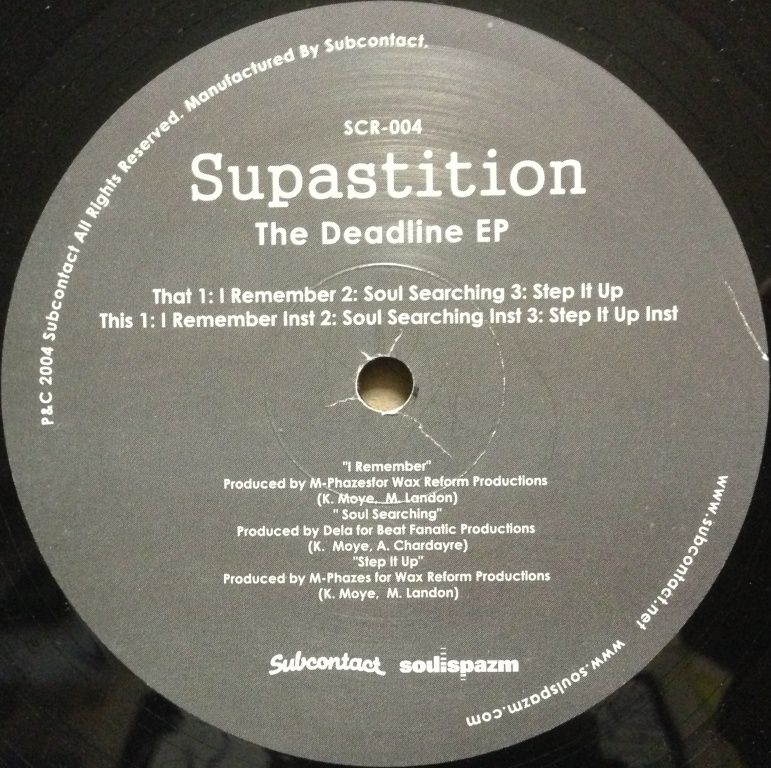 P&C 2004 Subcontact All Rights Reserved. Manufactured By Subcontact.
SCR-004
Supastition
The Deadline EP
That 1: I Remember 2: Soul Searching 3: Step It Up
This 1: I Remember Inst 2: Soul Searching Inst 3: Step It Up Inst
"I Remember"
Produced by M-Phazesfor Wax Reform Productions
(K. Moye, M. Landon)
" Soul Searching"
Produced by Dela for Beat Fanatic Productions
(K. Moye, A. Chardayre)
"Step It Up"
Produced by M-Phazes for Wax Reform Productions
(K. Moye, M. Landon)
Subcontact soulspazm
www.subcontact.net
www.soulspazm.com